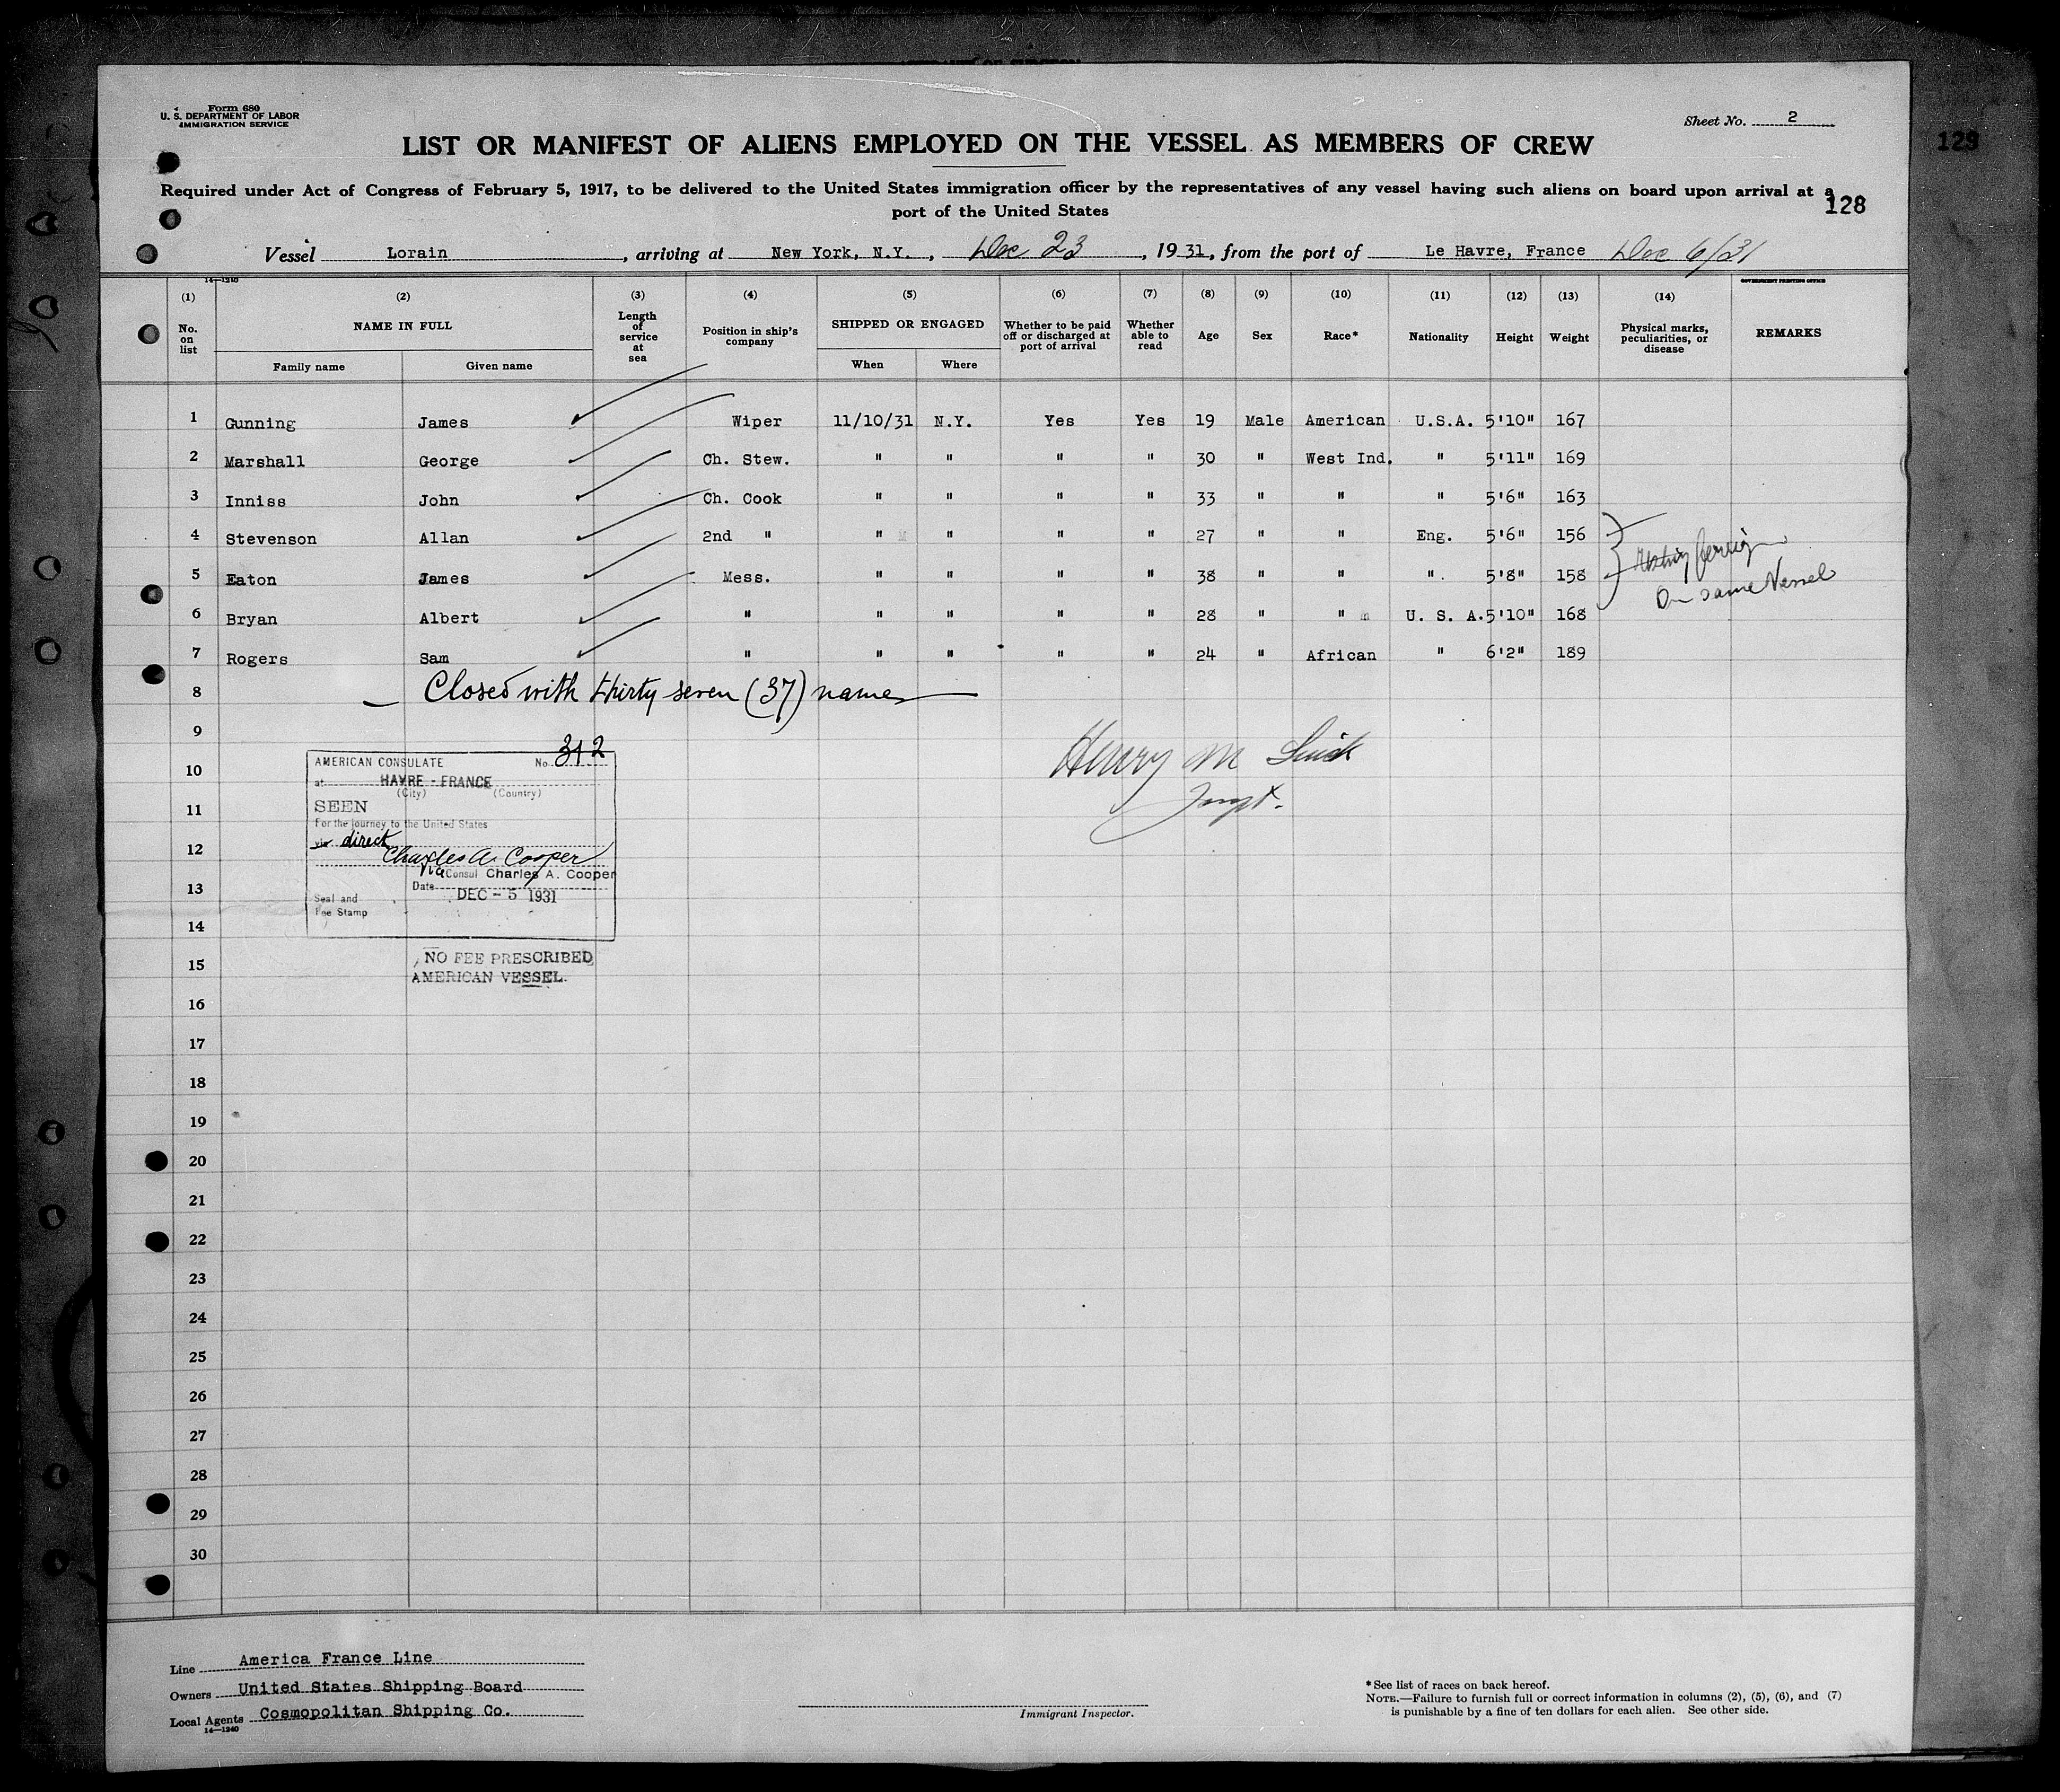 Form 680
U. S. DEPARTMENT OF LABOR
IMMIGRATION SERVICE
Sheet No. 2
129
LIST OR MANIFEST OF ALIENS EMPLOYED ON THE VESSEL AS MEMBERS OF CREW
Required under Act of Congress of February 5, 1917, to be delivered to the United States immigration officer by the representatives of any vessel having such aliens on board upon arrival at a
port of the United States
128
Vessel Lorain, arriving at New York, N.Y., Dec 23, 1931, from the port of Le Havre, France Dec 6/31
14—1240
GOVERNMENT PRINTING OFFICE
(1) (2) (3) (4) (5) (6) (7) (8) (9) (10) (11) (12) (13) (14)
No. on list NAME IN FULL Length of service at sea Position in ship's company SHIPPED OR ENGAGED Whether to be paid off or discharged at port of arrival Whether able to read Age Sex Race* Nationality Height Weight Physical marks, peculiarities, or disease REMARKS
Family name Given name When Where
1 Gunning James Wiper 11/10/31 N.Y. Yes Yes 19 Male American U.S.A. 5'10" 167
2 Marshall George Ch. Stew. " " " " 30 " West Ind. " 5'11" 169
3 Inniss John Ch. Cook " " " " 33 " " " 5'6" 163
4 Stevenson Allan 2nd " " " " " 27 " " Eng. 5'6" 156
5 Eaton James Mess. " " " " 38 " " ". 5'8" 158
On same Vessel
6 Bryan Albert " " " " " 28 " " U. S. A. 5'10" 168
7 Rogers Sam " " " " " 24 " African " 6'2" 189
8 Closed with thirty seven (37) names
9
10
11
12
13
14
15
16
17
18
19
20
21
22
23
24
25
26
27
28
29
30
AMERICAN CONSULATE No. 312
at HAVRE - FRANCE
(City) (Country)
SEEN
For the journey to the United States
via direct
Charles A. Cooper
Vice Consul Charles A. Cooper
Date DEC - 5 1931
Seal and
Fee Stamp
NO FEE PRESCRIBED
AMERICAN VESSEL.
Henry M
Line America France Line
Owners United States Shipping Board
Local Agents Cosmopolitan Shipping Co.
14—1240
Immigrant Inspector.
*See list of races on back hereof.
NOTE.—Failure to furnish full or correct information in columns (2), (5), (6), and (7)
is punishable by a fine of ten dollars for each alien. See other side.